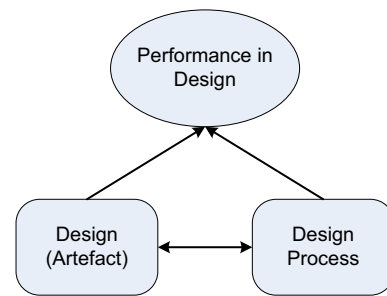 Performance in
Design
Design
(Artefact)
Design
Process